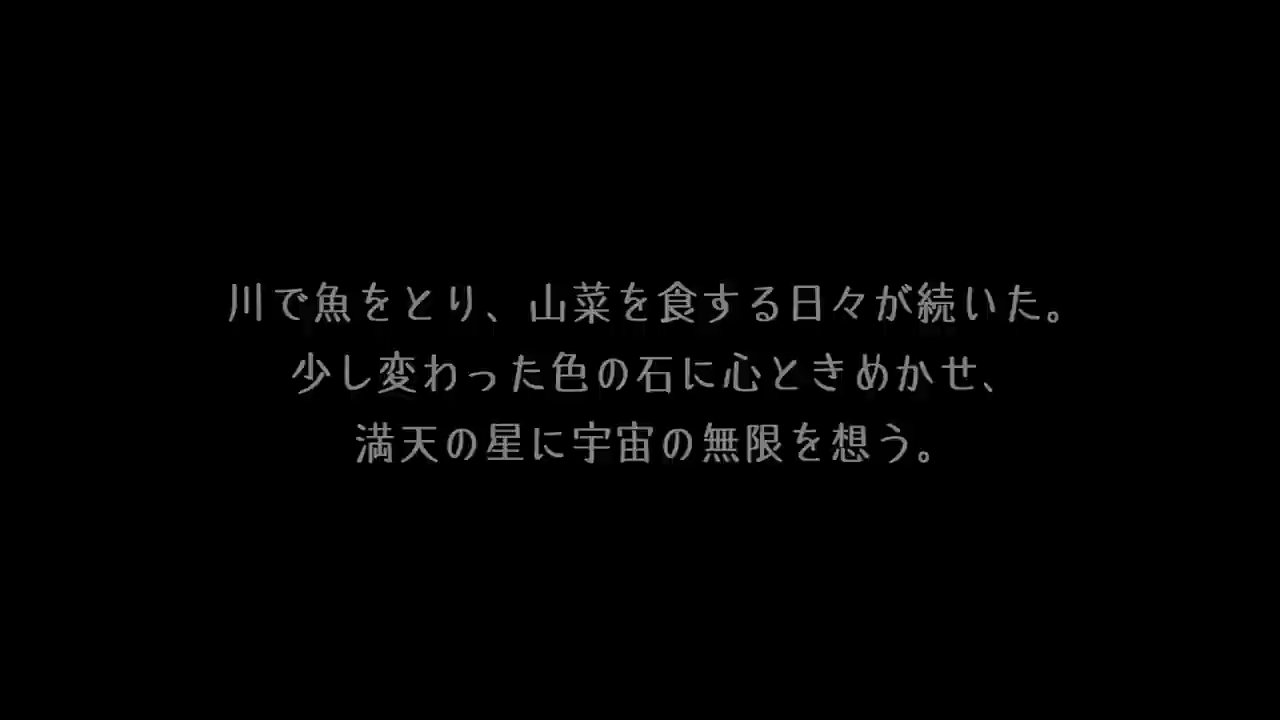 川で魚をとり、山菜を食する日々が続いた。
少し変わった色の石に心ときめかせ、
満天の星に宇宙の無限を想う。